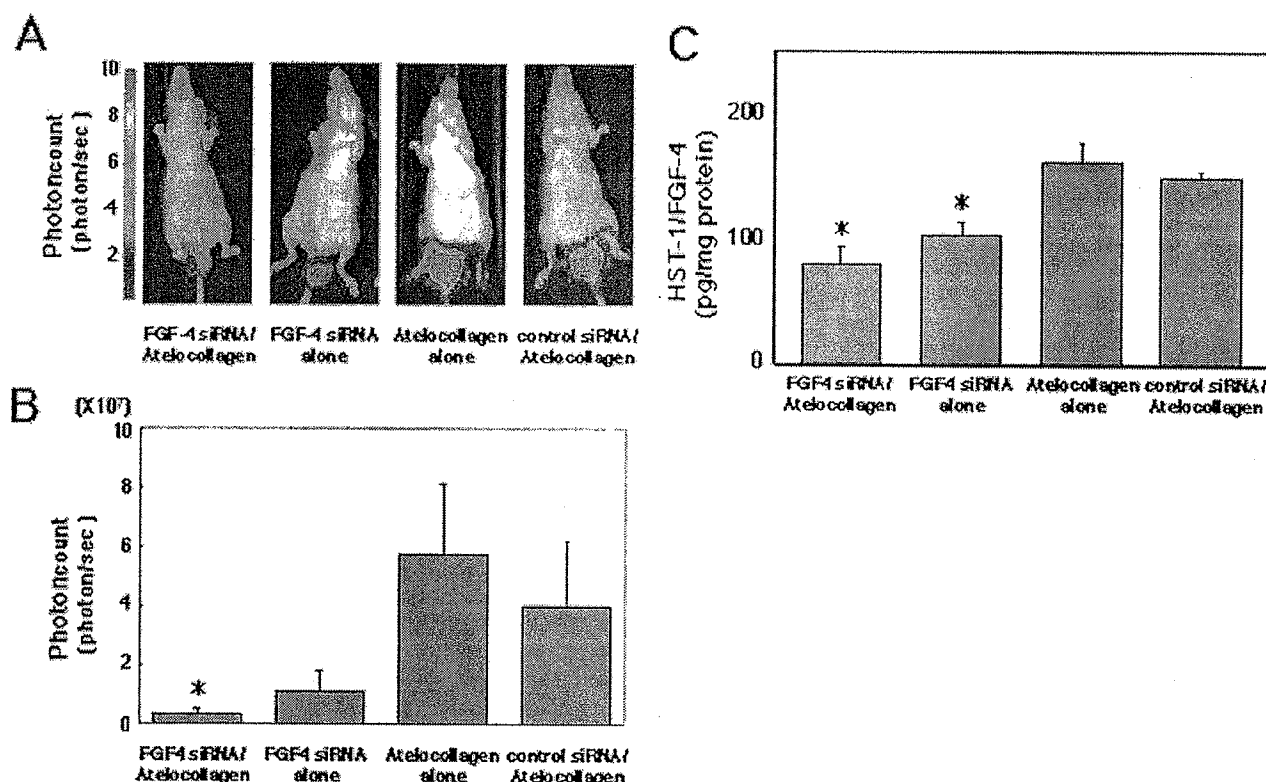 A
10
8
6
4
2
Photoncount
(photon/sec)
FGF-4 siRNA/
Atelocollagen
FGF-4 siRNA
alone
Atelocollagen
alone
control siRNA/
Atelocollagen
B
(X10⁷)
10
8
6
4
2
0
Photoncount
(photon/sec)
*
FGF4 siRNA/
Atelocollagen
FGF4 siRNA
alone
Atelocollagen
alone
control siRNA/
Atelocollagen
C
200
100
0
HST-1/FGF-4
(pg/mg protein)
*
*
FGF4 siRNA/
Atelocollagen
FGF4 siRNA
alone
Atelocollagen
alone
control siRNA/
Atelocollagen